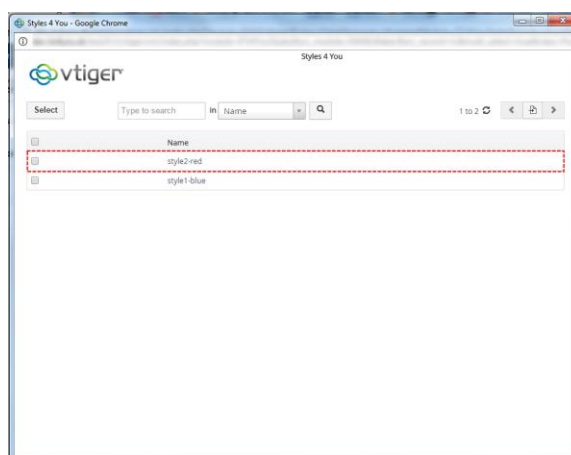 Styles 4 You - Google Chrome
Styles 4 You
vtiger
Select Type to search in Name 1 to 2
Name
style2-red
style1-blue